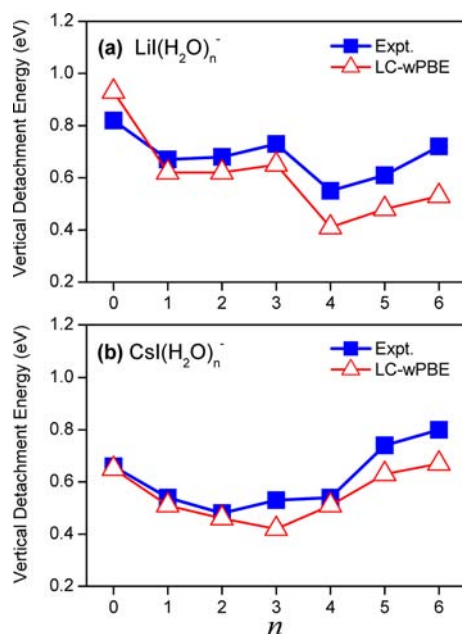 1.2
(a) LiI(H₂O)ₙ⁻
Expt.
LC-wPBE
1.0
0.8
0.6
0.4
0.2
Vertical Detachment Energy (eV)
0 1 2 3 4 5 6
1.2
(b) CsI(H₂O)ₙ⁻
Expt.
LC-wPBE
1.0
0.8
0.6
0.4
0.2
Vertical Detachment Energy (eV)
0 1 2 3 4 5 6
n